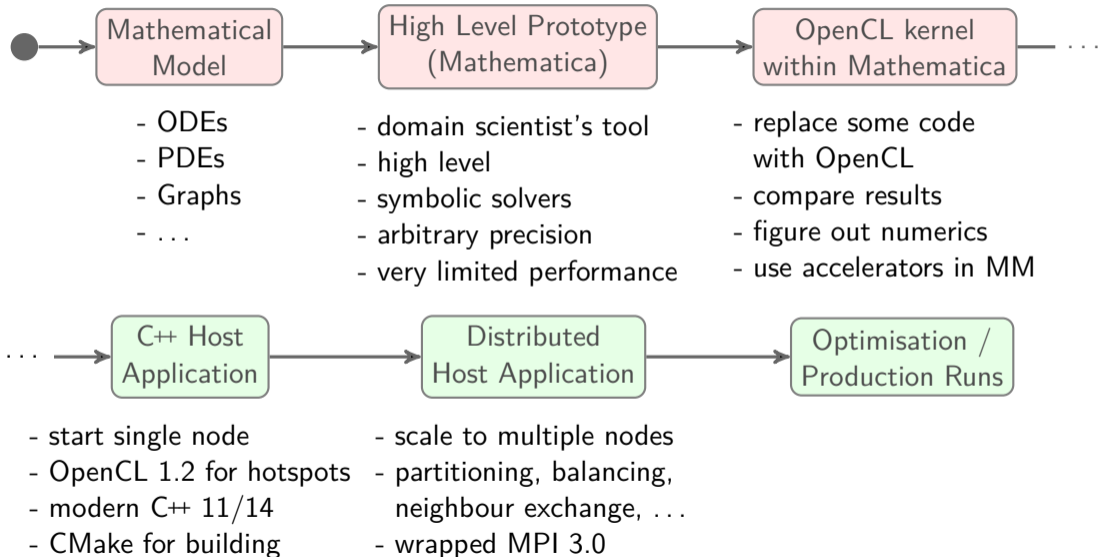 Mathematical
Model
High Level Prototype
(Mathematica)
OpenCL kernel
within Mathematica
...
- ODEs
- PDEs
- Graphs
- ...
- domain scientist's tool
- high level
- symbolic solvers
- arbitrary precision
- very limited performance
- replace some code
with OpenCL
- compare results
- figure out numerics
- use accelerators in MM
...
C++ Host
Application
Distributed
Host Application
Optimisation /
Production Runs
- start single node
- OpenCL 1.2 for hotspots
- modern C++ 11/14
- CMake for building
- scale to multiple nodes
- partitioning, balancing,
neighbour exchange, ...
- wrapped MPI 3.0